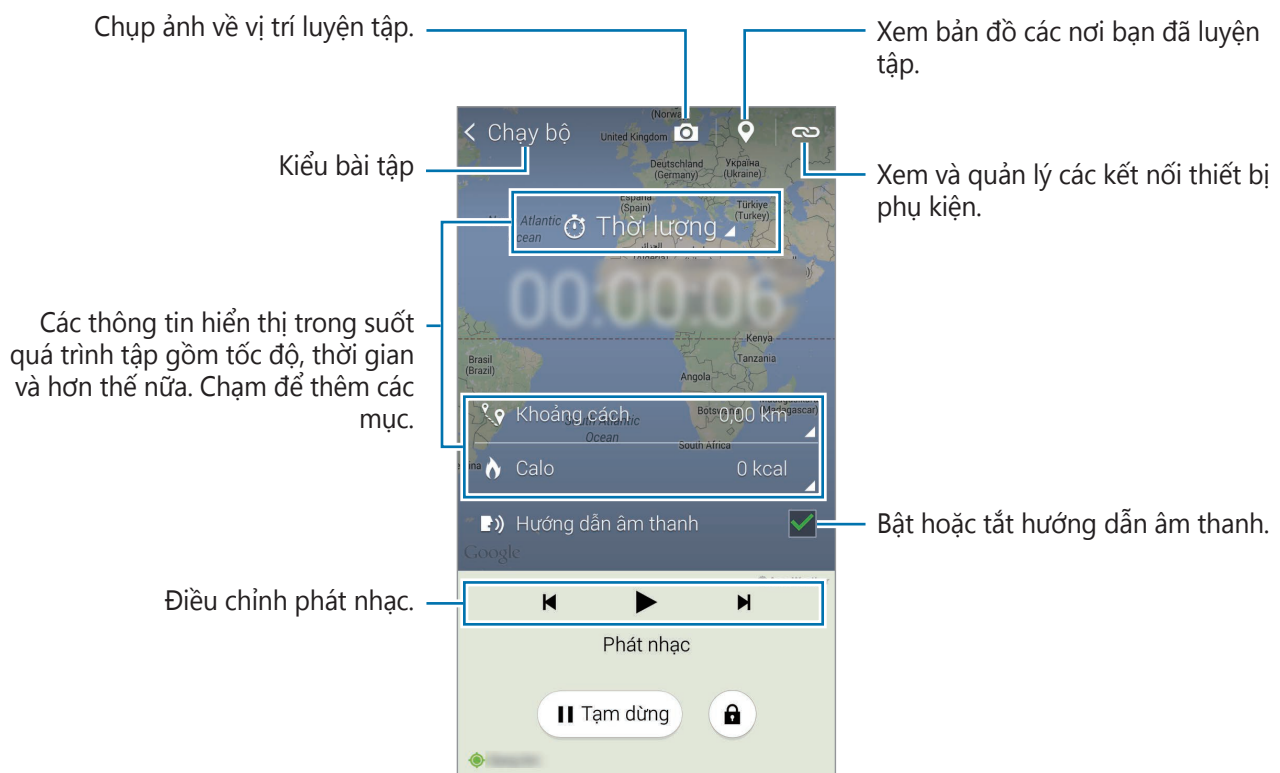 Chụp ảnh về vị trí luyện tập.
Xem bản đồ các nơi bạn đã luyện
tập.
Chạy bộ
Kiểu bài tập
Xem và quản lý các kết nối thiết bị
phụ kiện.
United Kingdom
Deutschland
(Germany)
Україна
(Ukraine)
España
(Spain)
Türkiye
(Turkey)
Atlantic
Thời lượng
00:00:06
Các thông tin hiển thị trong suốt
quá trình tập gồm tốc độ, thời gian
và hơn thế nữa. Chạm để thêm các
mục.
Kenya
Tanzania
Brasil
(Brazil)
Angola
(Madagascar)
Khoảng cách
0,00 km
South Atlantic
Ocean
South Africa
Calo
0 kcal
Hướng dẫn âm thanh
Bật hoặc tắt hướng dẫn âm thanh.
Google
Điều chỉnh phát nhạc.
Phát nhạc
Tạm dừng